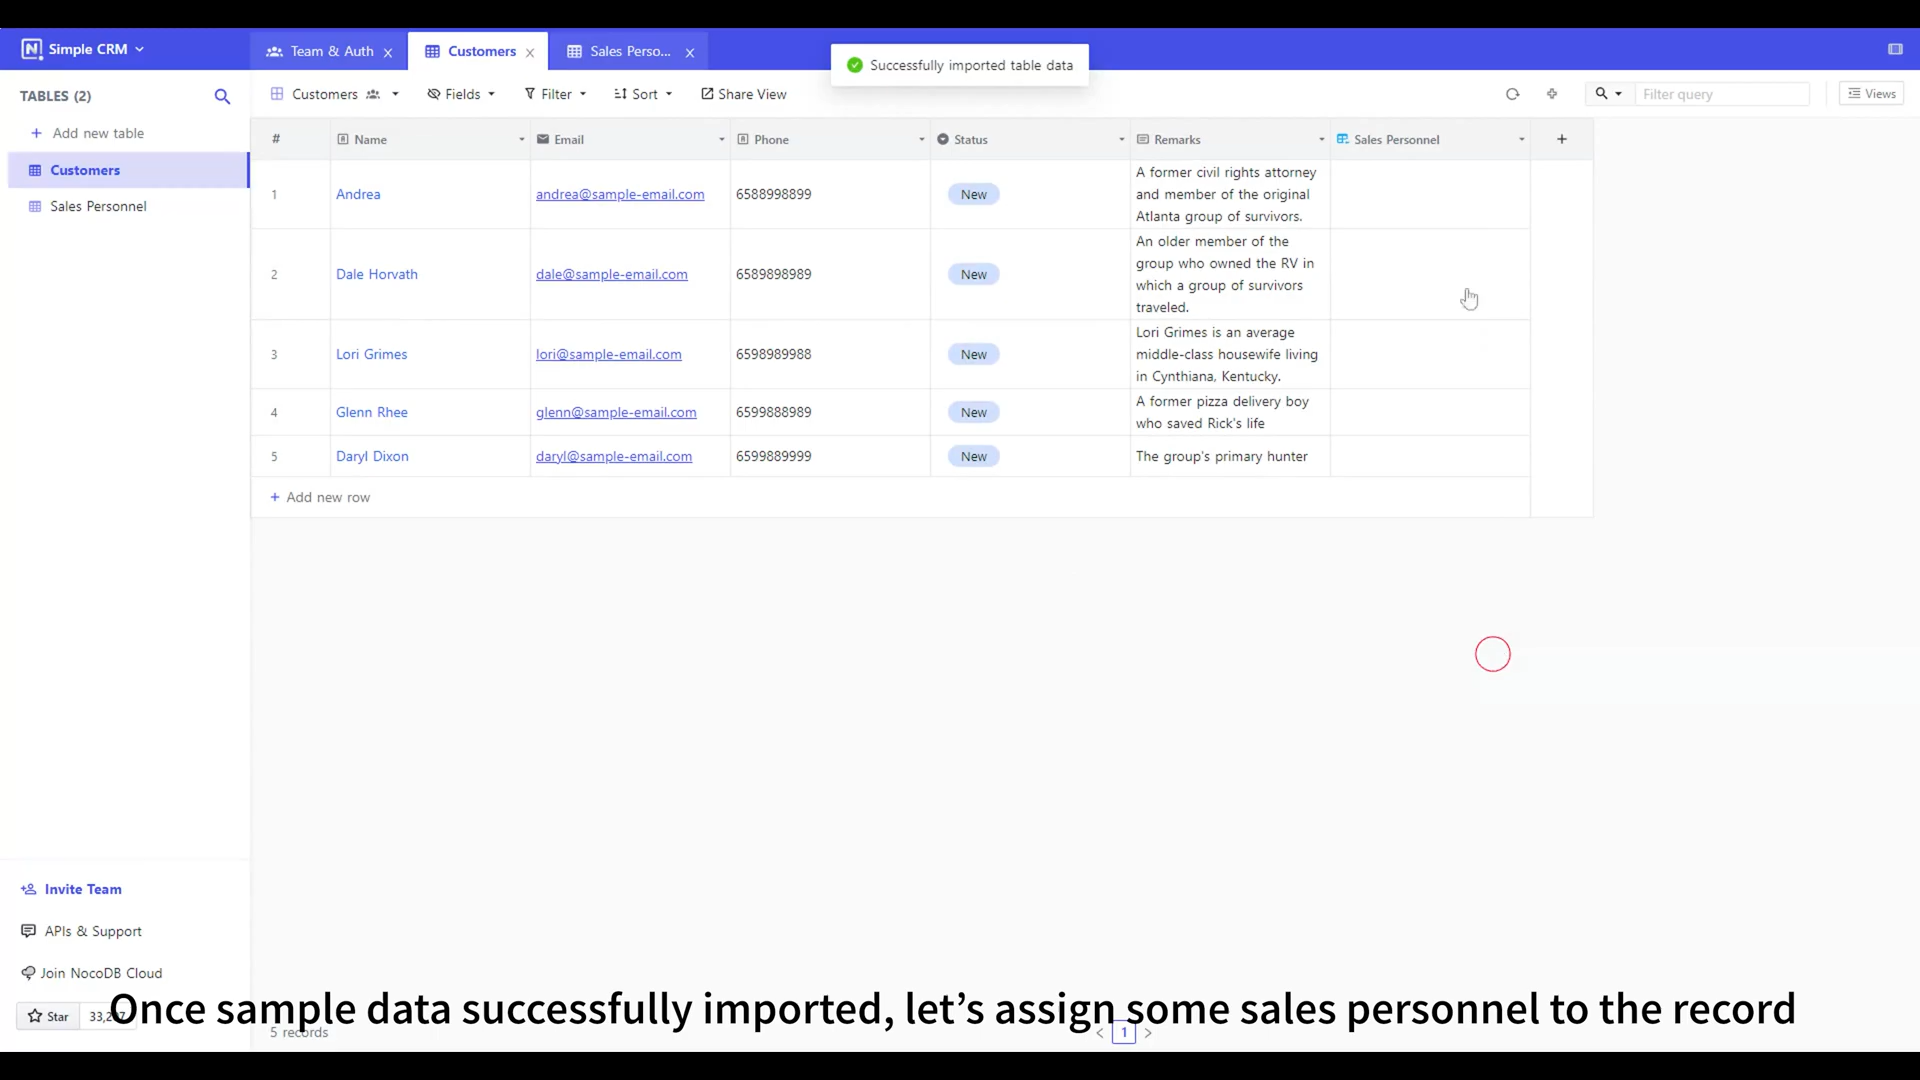 Simple CRM
Team & Auth
Customers
Sales Perso...
Successfully imported table data
TABLES (2)
Customers
Fields
Filter
Sort
Share View
Filter query
Views
Add new table
Customers
Sales Personnel
# Name Email Phone Status Remarks Sales Personnel +
1 Andrea andrea@sample-email.com 6588998899 New
A former civil rights attorney
and member of the original
Atlanta group of survivors.
2 Dale Horvath dale@sample-email.com 6589898989 New
An older member of the
group who owned the RV in
which a group of survivors
traveled.
3 Lori Grimes lori@sample-email.com 6598989988 New
Lori Grimes is an average
middle-class housewife living
in Cynthiana, Kentucky.
4 Glenn Rhee glenn@sample-email.com 6599888989 New
A former pizza delivery boy
who saved Rick's life
5 Daryl Dixon daryl@sample-email.com 6599889999 New
The group's primary hunter
+ Add new row
Invite Team
APIs & Support
Join NocoDB Cloud
Star
Once sample data successfully imported, let’s assign some sales personnel to the record
5 records
< 1 >